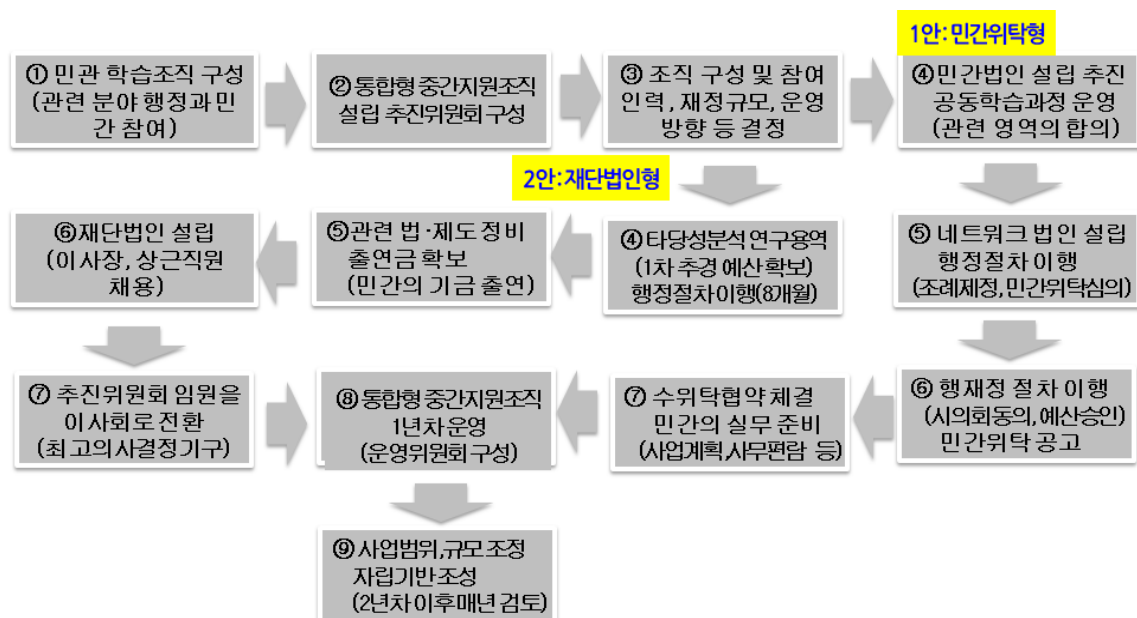 1안:민간위탁형
① 민관 학습조직 구성
(관련 분야 행정과 민
간 참여)
② 통합형 중간지원조직
설립 추진위원회 구성
③ 조직 구성 및 참여
인력, 재정규모, 운영
방향 등 결정
④민간법인 설립 추진
공동학습과정 운영
(관련 영역의 합의)
2안:재단법인형
⑥재단법인 설립
(이사장, 상근직원
채용)
⑤관련 법·제도 정비
출연금 확보
(민간의 기금 출연)
④ 타당성분석 연구용역
(1차 추경 예산 확보)
행정절차 이행(8개월)
⑤ 네트워크 법인 설립
행정절차 이행
(조례제정,민간위탁심의)
⑦ 추진위원회 임원을
이사회로 전환
(최고의사결정기구)
⑧ 통합형 중간지원조직
1년차 운영
(운영위원회 구성)
⑦ 수위탁협약 체결
민간의 실무 준비
(사업계획,사무편람 등)
⑥ 행재정 절차 이행
(시의회동의,예산승인)
민간위탁 공고
⑨ 사업범위,규모 조정
자립기반 조성
(2년차 이후 매년 검토)